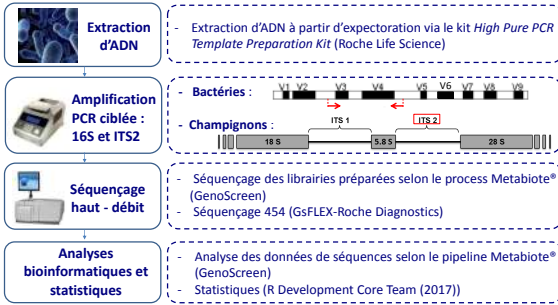 Extraction d'ADN
- Extraction d'ADN à partir d'expectoration via le kit High Pure PCR
Template Preparation Kit (Roche Life Science)
Amplification
PCR ciblée :
16S et ITS2
- Bactéries :
V1 V2 V3 V4 V5 V6 V7 V8 V9
- Champignons :
ITS 1 ITS 2
18 S 5.8 S 28 S
Séquençage
haut - débit
- Séquençage des librairies préparées selon le process Metabiote®
(GenoScreen)
- Séquençage 454 (GsFLEX-Roche Diagnostics)
Analyses
bioinformatiques et
statistiques
- Analyse des données de séquences selon le pipeline Metabiote®
(GenoScreen)
- Statistiques (R Development Core Team (2017))